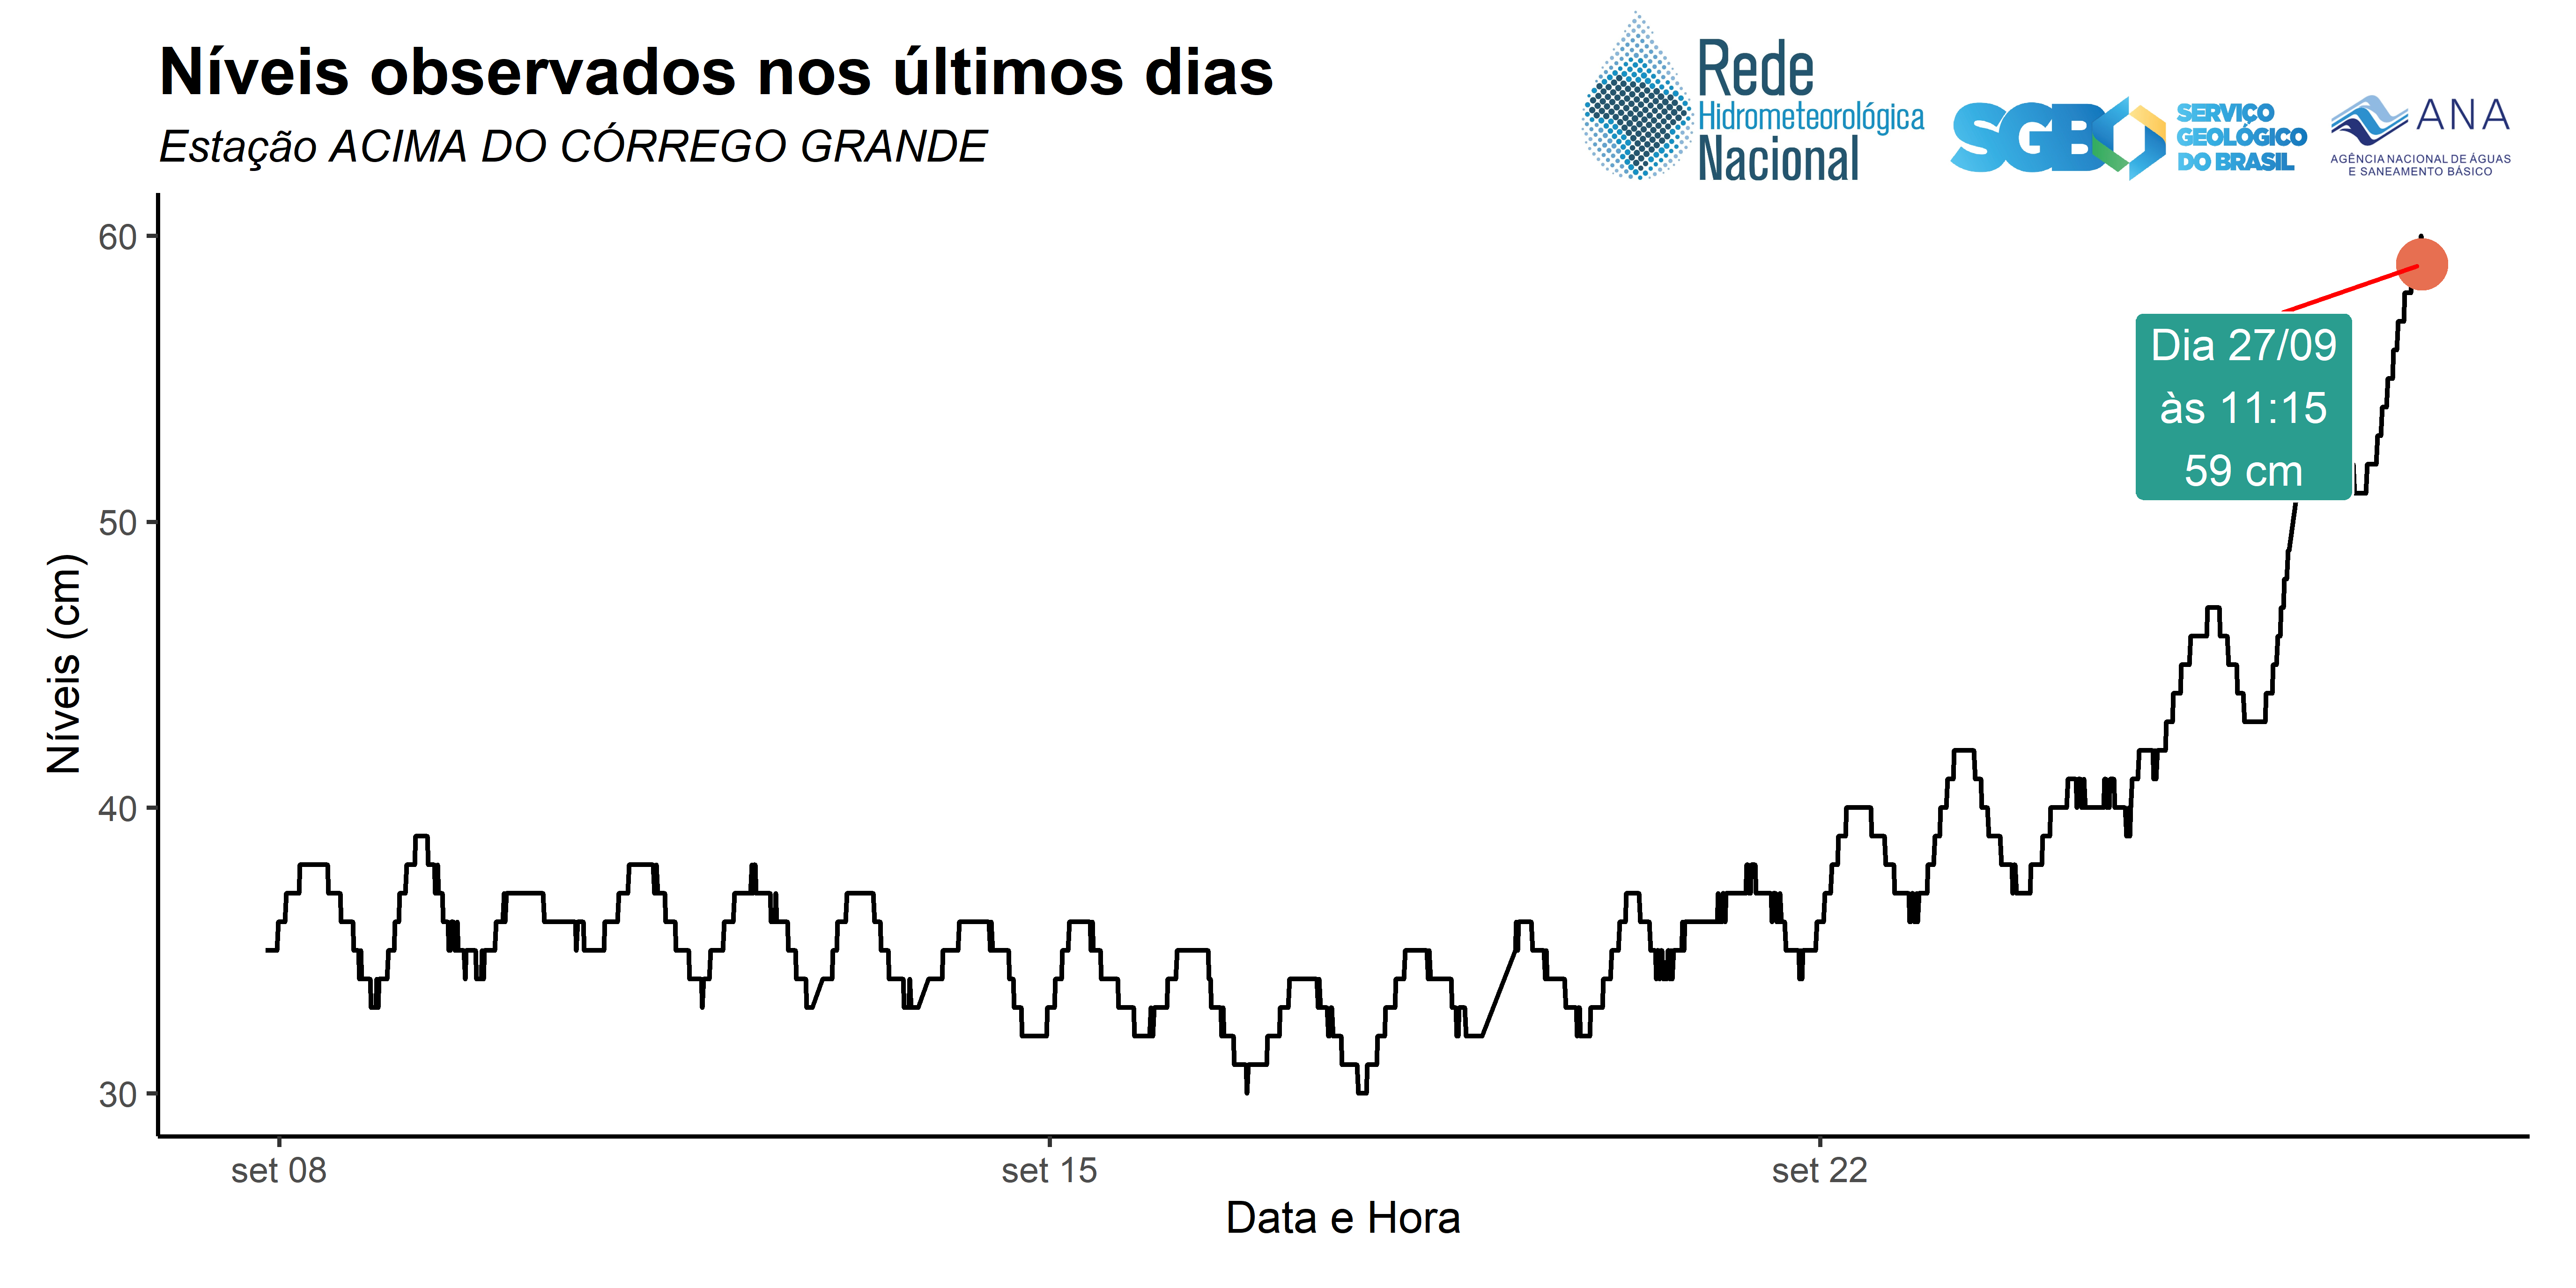 Níveis observados nos últimos dias
Estação ACIMA DO CÓRREGO GRANDE
Rede
Hidrometeorológica
Nacional
SGB
SERVIÇO
GEOLÓGICO
DO BRASIL
ANA
AGÊNCIA NACIONAL DE ÁGUAS
E SANEAMENTO BÁSICO
60
50
40
30
Níveis (cm)
Dia 27/09
às 11:15
59 cm
set 08
set 15
set 22
Data e Hora